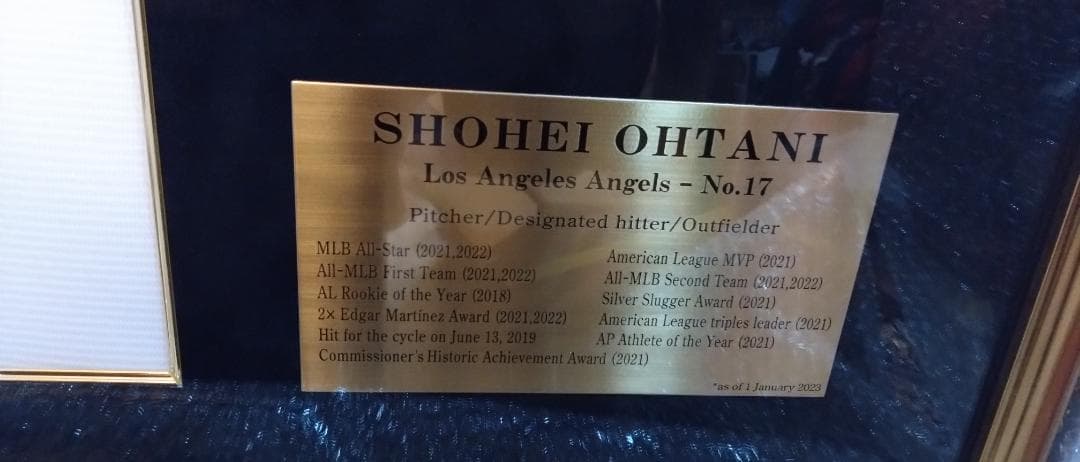 SHOHEI OHTANI
Los Angeles Angels - No.17
Pitcher/Designated hitter/Outfielder
MLB All-Star (2021,2022)
All-MLB First Team (2021,2022)
AL Rookie of the Year (2018)
2× Edgar Martínez Award (2021,2022)
Hit for the cycle on June 13, 2019
Commissioner's Historic Achievement Award (2021)
American League MVP (2021)
All-MLB Second Team (2021,2022)
Silver Slugger Award (2021)
American League triples leader (2021)
AP Athlete of the Year (2021)
*as of 1 January 2023